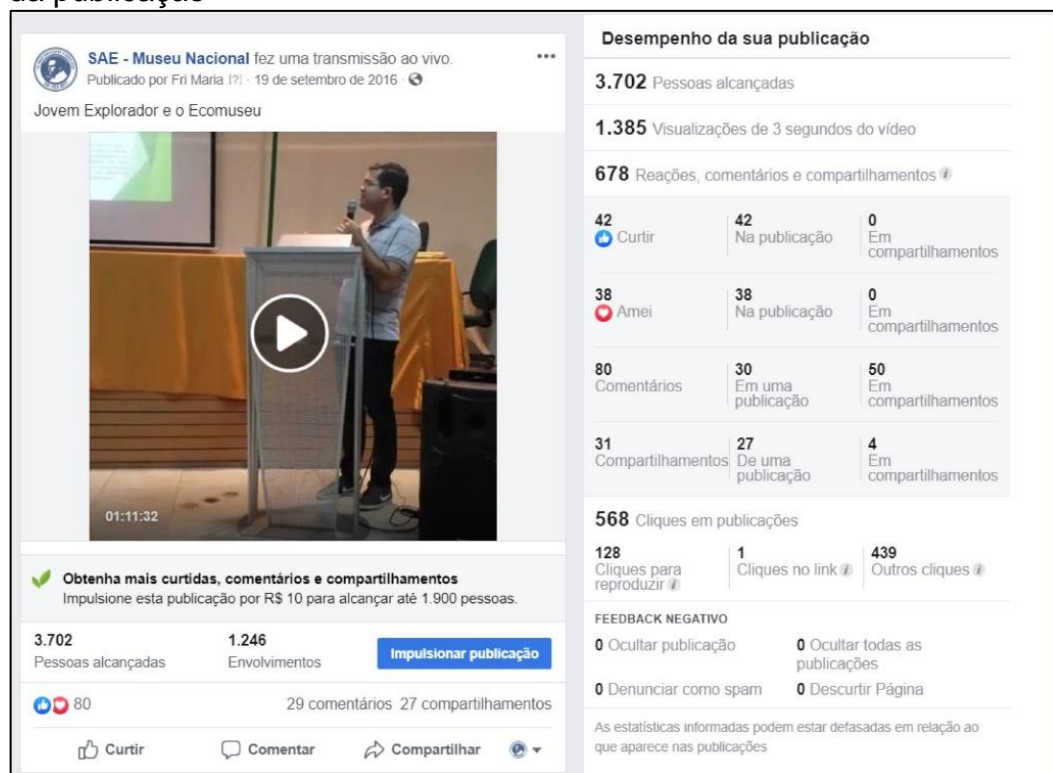 da publicação
SAE - Museu Nacional fez uma transmissão ao vivo.
Publicado por Fri Maria [?] · 19 de setembro de 2016 ·
Jovem Explorador e o Ecomuseu
01:11:32
Obtenha mais curtidas, comentários e compartilhamentos
Impulsione esta publicação por R$ 10 para alcançar até 1.900 pessoas.
3.702 1.246
Pessoas alcançadas Envolvimentos Impulsionar publicação
80 29 comentários 27 compartilhamentos
Curtir Comentar Compartilhar
Desempenho da sua publicação
3.702 Pessoas alcançadas
1.385 Visualizações de 3 segundos do vídeo
678 Reações, comentários e compartilhamentos
42 42 0
Curtir Na publicação Em
compartilhamentos
38 38 0
Amei Na publicação Em
compartilhamentos
80 30 50
Comentários Em uma Em
publicação compartilhamentos
31 27 4
Compartilhamentos De uma Em
publicação compartilhamentos
568 Cliques em publicações
128 1 439
Cliques para Cliques no link Outros cliques
reproduzir
FEEDBACK NEGATIVO
0 Ocultar publicação 0 Ocultar todas as
publicações
0 Denunciar como spam 0 Descurtir Página
As estatísticas informadas podem estar defasadas em relação ao
que aparece nas publicações